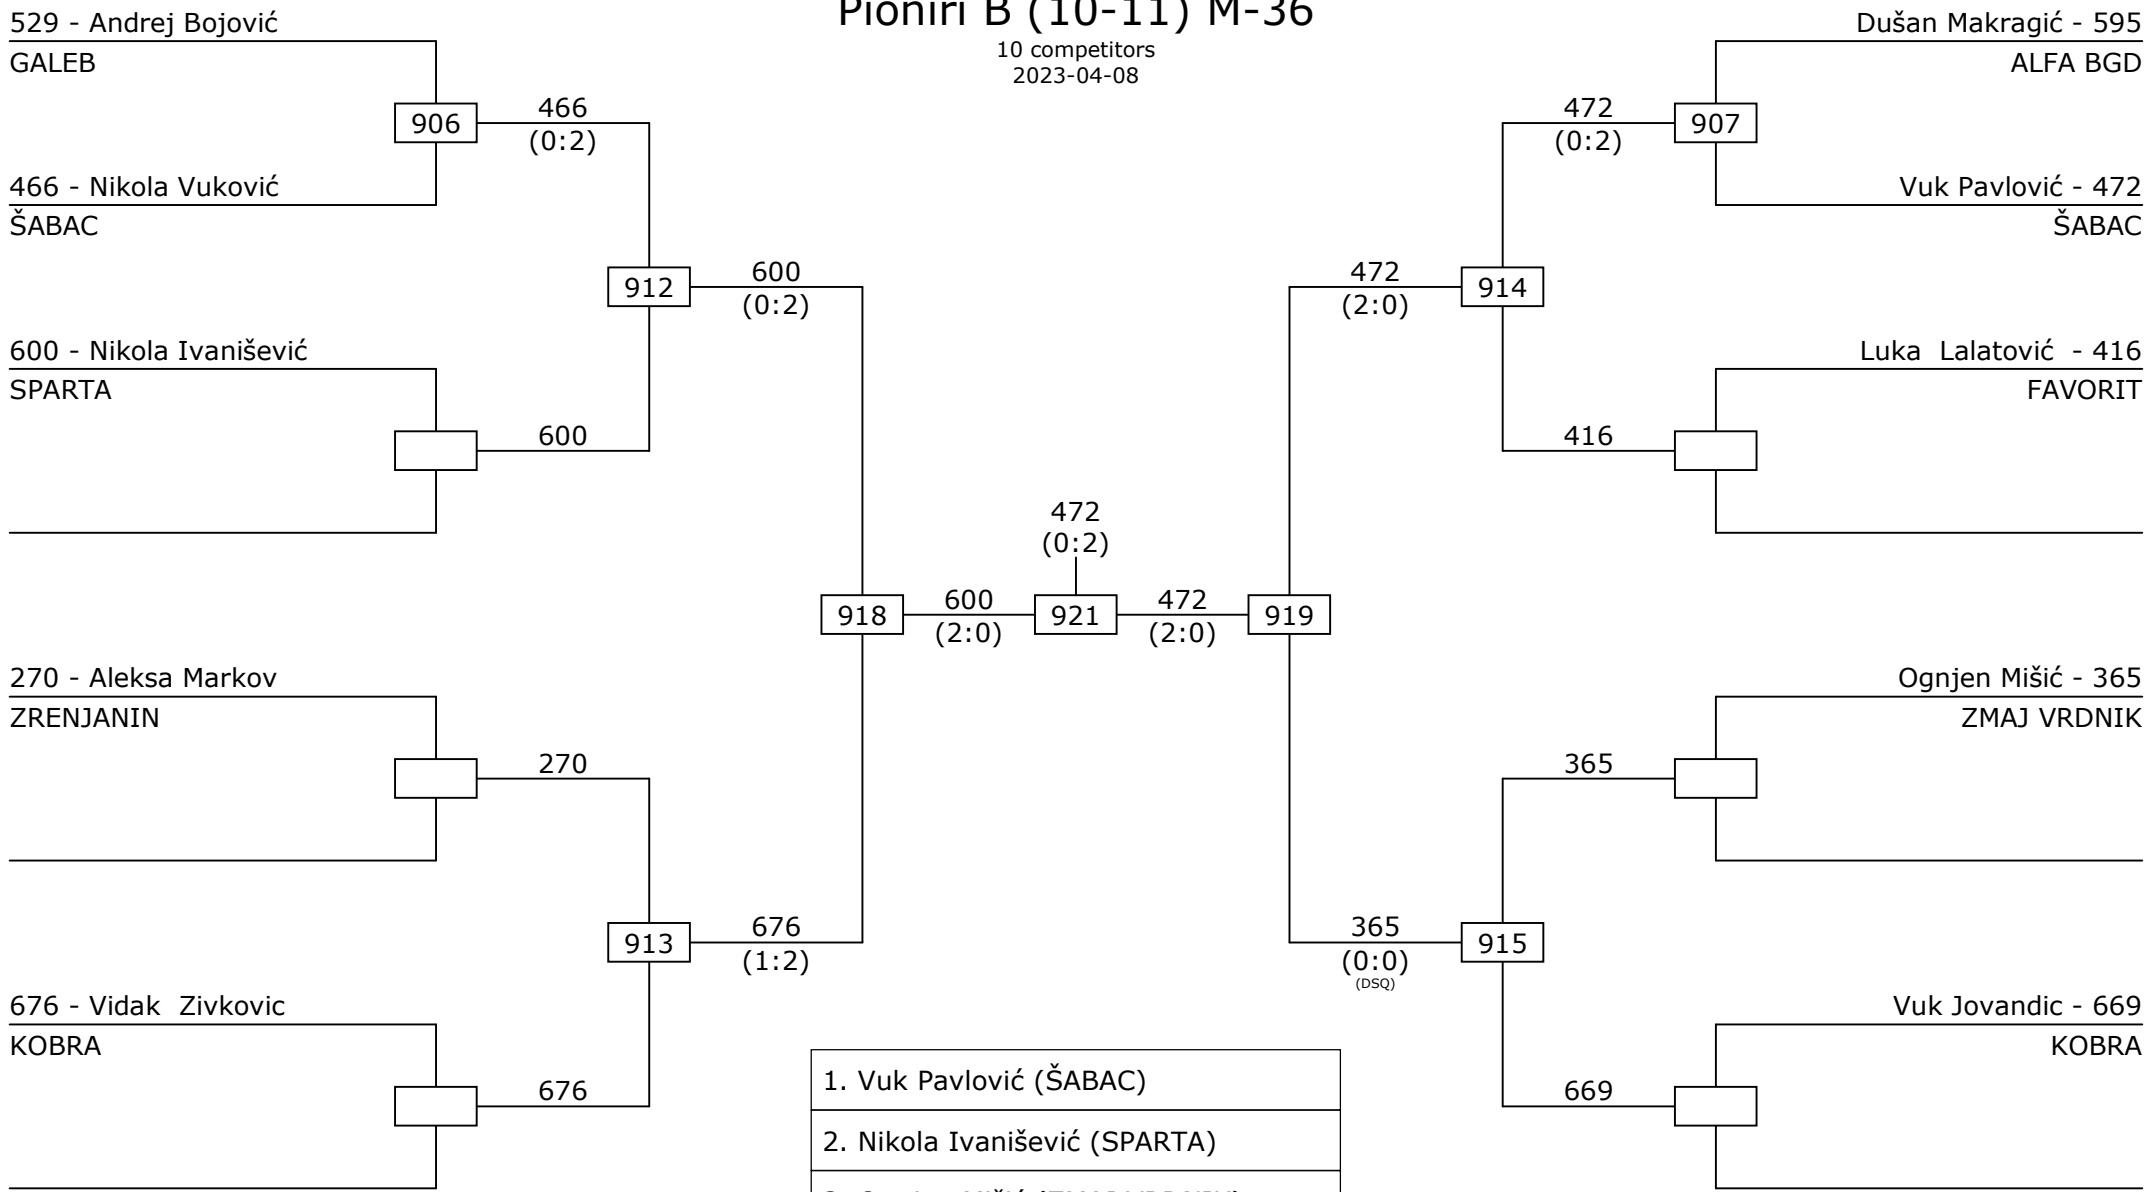 Pioniri B (10-11) M-36
10 competitors
2023-04-08
529 - Andrej Bojović
GALEB
906
466
(0:2)
466 - Nikola Vuković
ŠABAC
912
600
(0:2)
600 - Nikola Ivanišević
SPARTA
600
270 - Aleksa Markov
ZRENJANIN
270
913
676
(1:2)
676 - Vidak  Zivkovic
KOBRA
676
918
600
(2:0)
472
(0:2)
921
472
(2:0)
919
Dušan Makragić - 595
ALFA BGD
472
(0:2)
907
Vuk Pavlović - 472
ŠABAC
472
(2:0)
914
Luka  Lalatović  - 416
FAVORIT
416
Ognjen Mišić - 365
ZMAJ VRDNIK
365
365
(0:0)
(DSQ)
915
Vuk Jovandic - 669
KOBRA
669
1. Vuk Pavlović (ŠABAC)
2. Nikola Ivanišević (SPARTA)